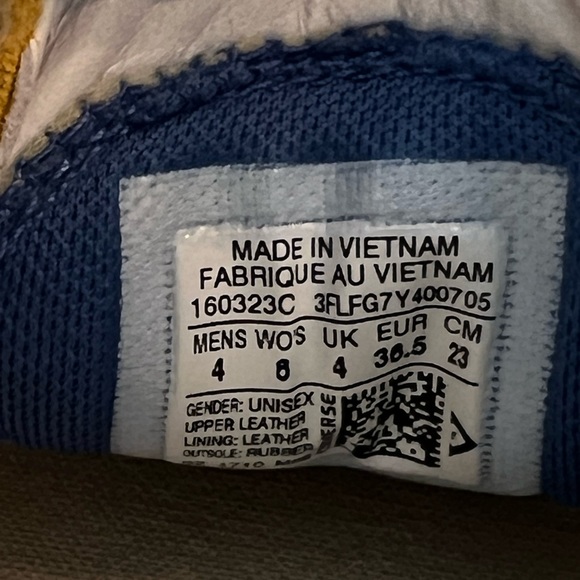 MADE IN VIETNAM
FABRIQUE AU VIETNAM
160323C 3FLFG7Y400705
MENS WO'S UK EUR CM
4 6 4 36.5 23
GENDER: UNISEX
UPPER LEATHER
LINING: LEATHER
OUTSOLE: RUBBER